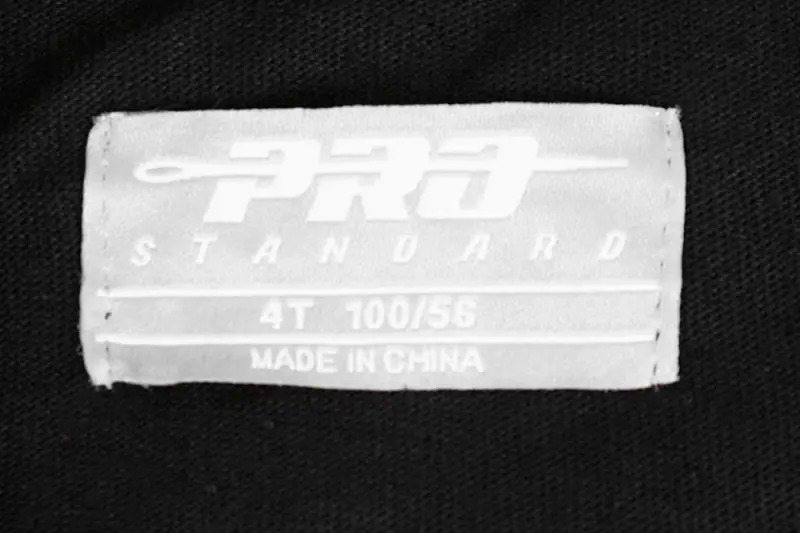 PRO
STANDARD
4T 100/56
MADE IN CHINA